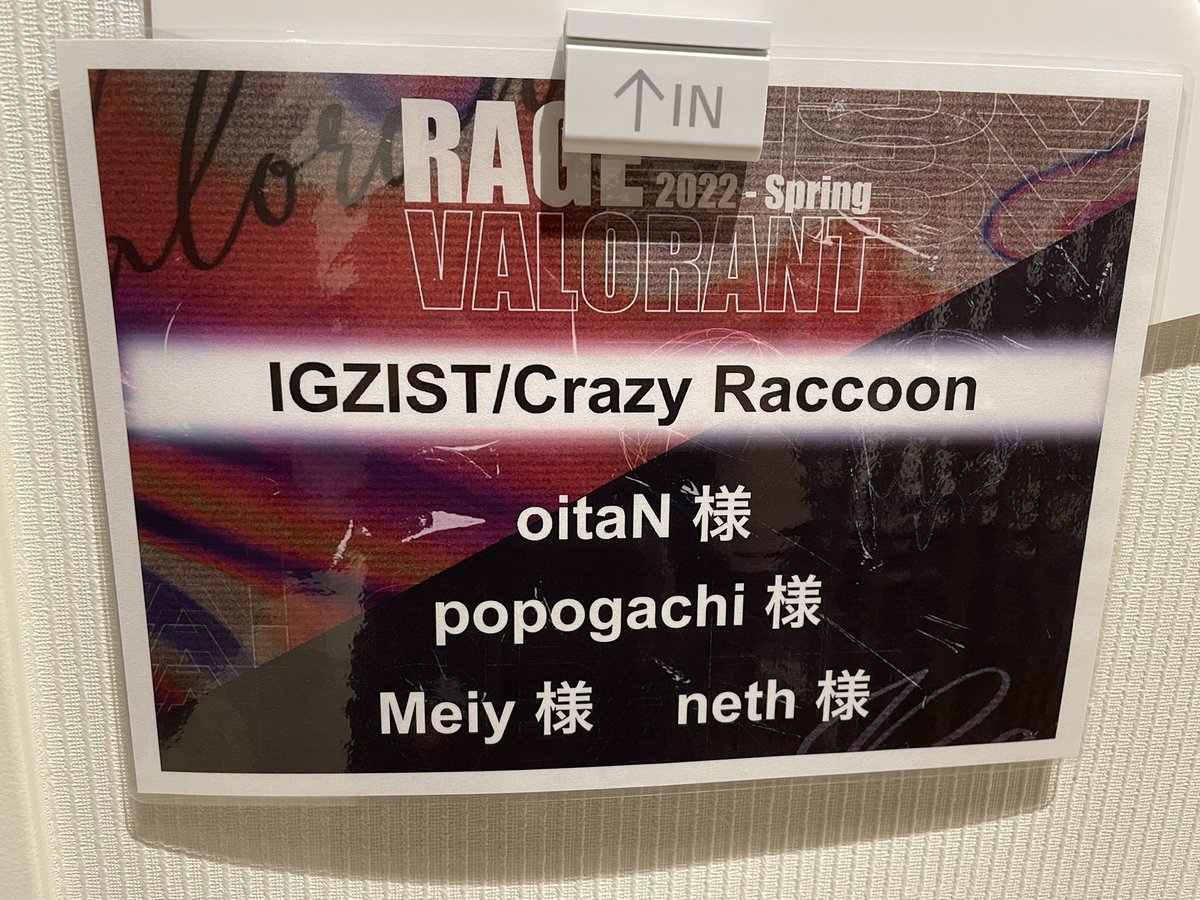 ↑IN
RAGE 2022 - Spring
VALORANT
IGZIST/Crazy Raccoon
oitaN 様
popogachi 様
Meiy 様 neth 様